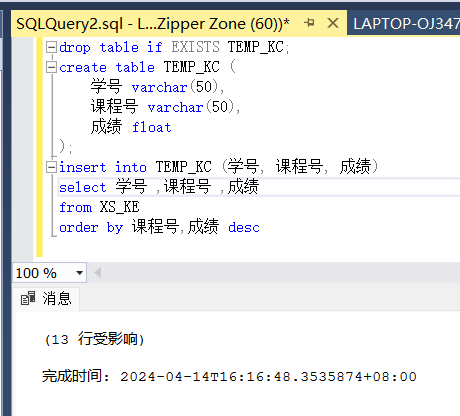 SQLQuery2.sql - L...Zipper Zone (60))* LAPTOP-OJ347
drop table if EXISTS TEMP_KC;
create table TEMP_KC (
学号 varchar(50),
课程号 varchar(50),
成绩 float
);
insert into TEMP_KC (学号, 课程号, 成绩)
select 学号 ,课程号 ,成绩
from XS_KE
order by 课程号,成绩 desc
100 %
消息
(13 行受影响)
完成时间: 2024-04-14T16:16:48.3535874+08:00